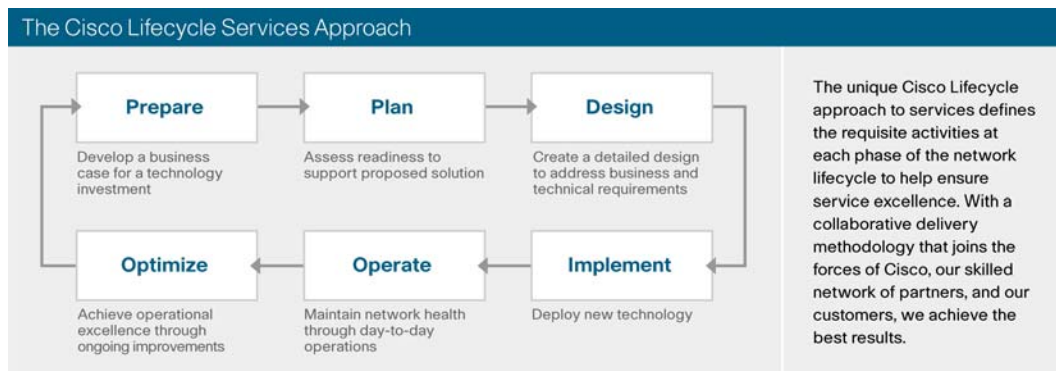 The Cisco Lifecycle Services Approach
Prepare
Develop a business
case for a technology
investment
Plan
Assess readiness to
support proposed solution
Design
Create a detailed design
to address business and
technical requirements
Optimize
Achieve operational
excellence through
ongoing improvements
Operate
Maintain network health
through day-to-day
operations
Implement
Deploy new technology
The unique Cisco Lifecycle
approach to services defines
the requisite activities at
each phase of the network
lifecycle to help ensure
service excellence. With a
collaborative delivery
methodology that joins the
forces of Cisco, our skilled
network of partners, and our
customers, we achieve the
best results.